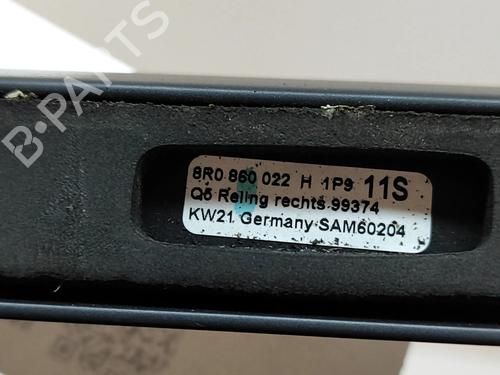 B-PARTS
8R0 860 022 H 1P9 11S
Q5 Reling rechts 99374
KW21 Germany SAM60204